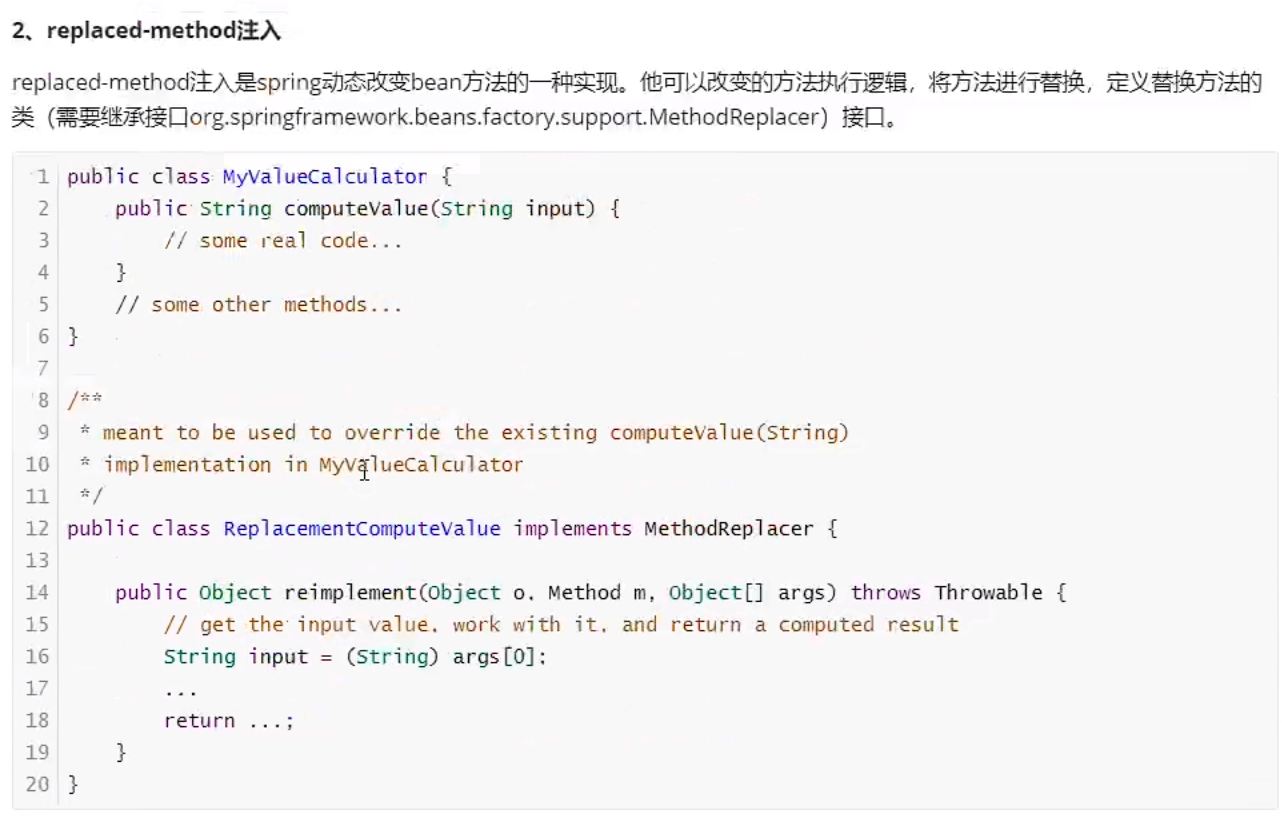 2、replaced-method注入
replaced-method注入是spring动态改变bean方法的一种实现。他可以改变的方法执行逻辑，将方法进行替换，定义替换方法的
类（需要继承接口org.springframework.beans.factory.support.MethodReplacer）接口。
1 public class MyValueCalculator {
2     public String computeValue(String input) {
3         // some real code...
4     }
5     // some other methods...
6 }
7
8 /**
9  * meant to be used to override the existing computeValue(String)
10  * implementation in MyValueCalculator
11  */
12 public class ReplacementComputeValue implements MethodReplacer {
13
14     public Object reimplement(Object o, Method m, Object[] args) throws Throwable {
15         // get the input value, work with it, and return a computed result
16         String input = (String) args[0];
17         ...
18         return ...;
19     }
20 }